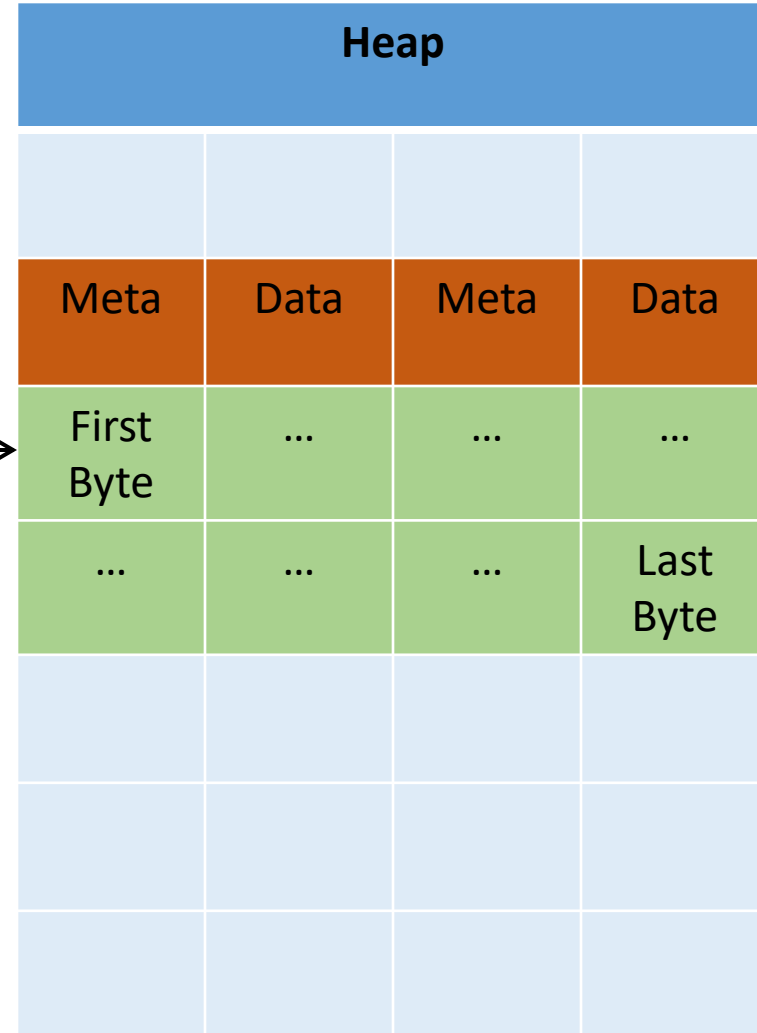 Heap
Meta Data Meta Data
First Byte … … …
… … … Last Byte